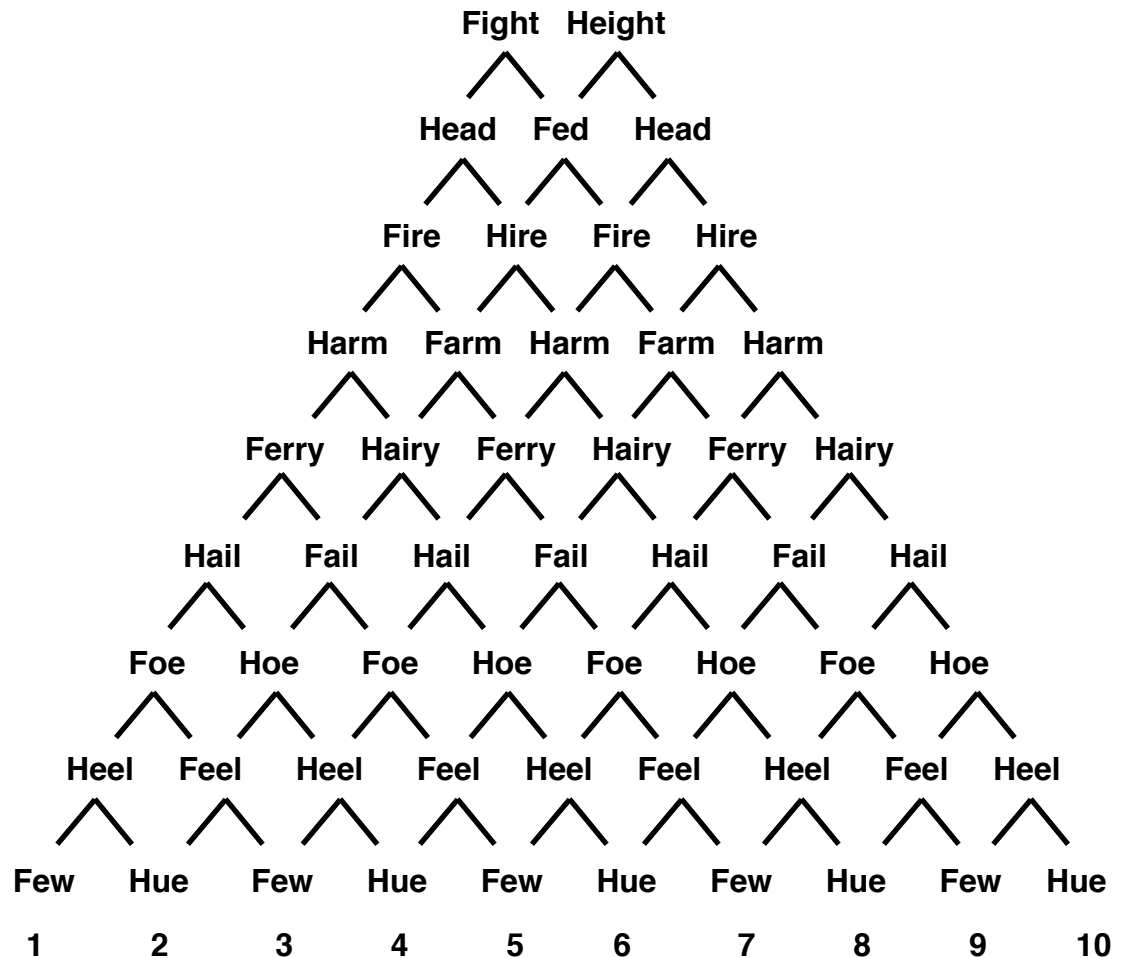 Fight Height
Head Fed Head
Fire Hire Fire Hire
Harm Farm Harm Farm Harm
Ferry Hairy Ferry Hairy Ferry Hairy
Hail Fail Hail Fail Hail Fail Hail
Foe Hoe Foe Hoe Foe Hoe Foe Hoe
Heel Feel Heel Feel Heel Feel Heel Feel Heel
Few Hue Few Hue Few Hue Few Hue Few Hue
1 2 3 4 5 6 7 8 9 10